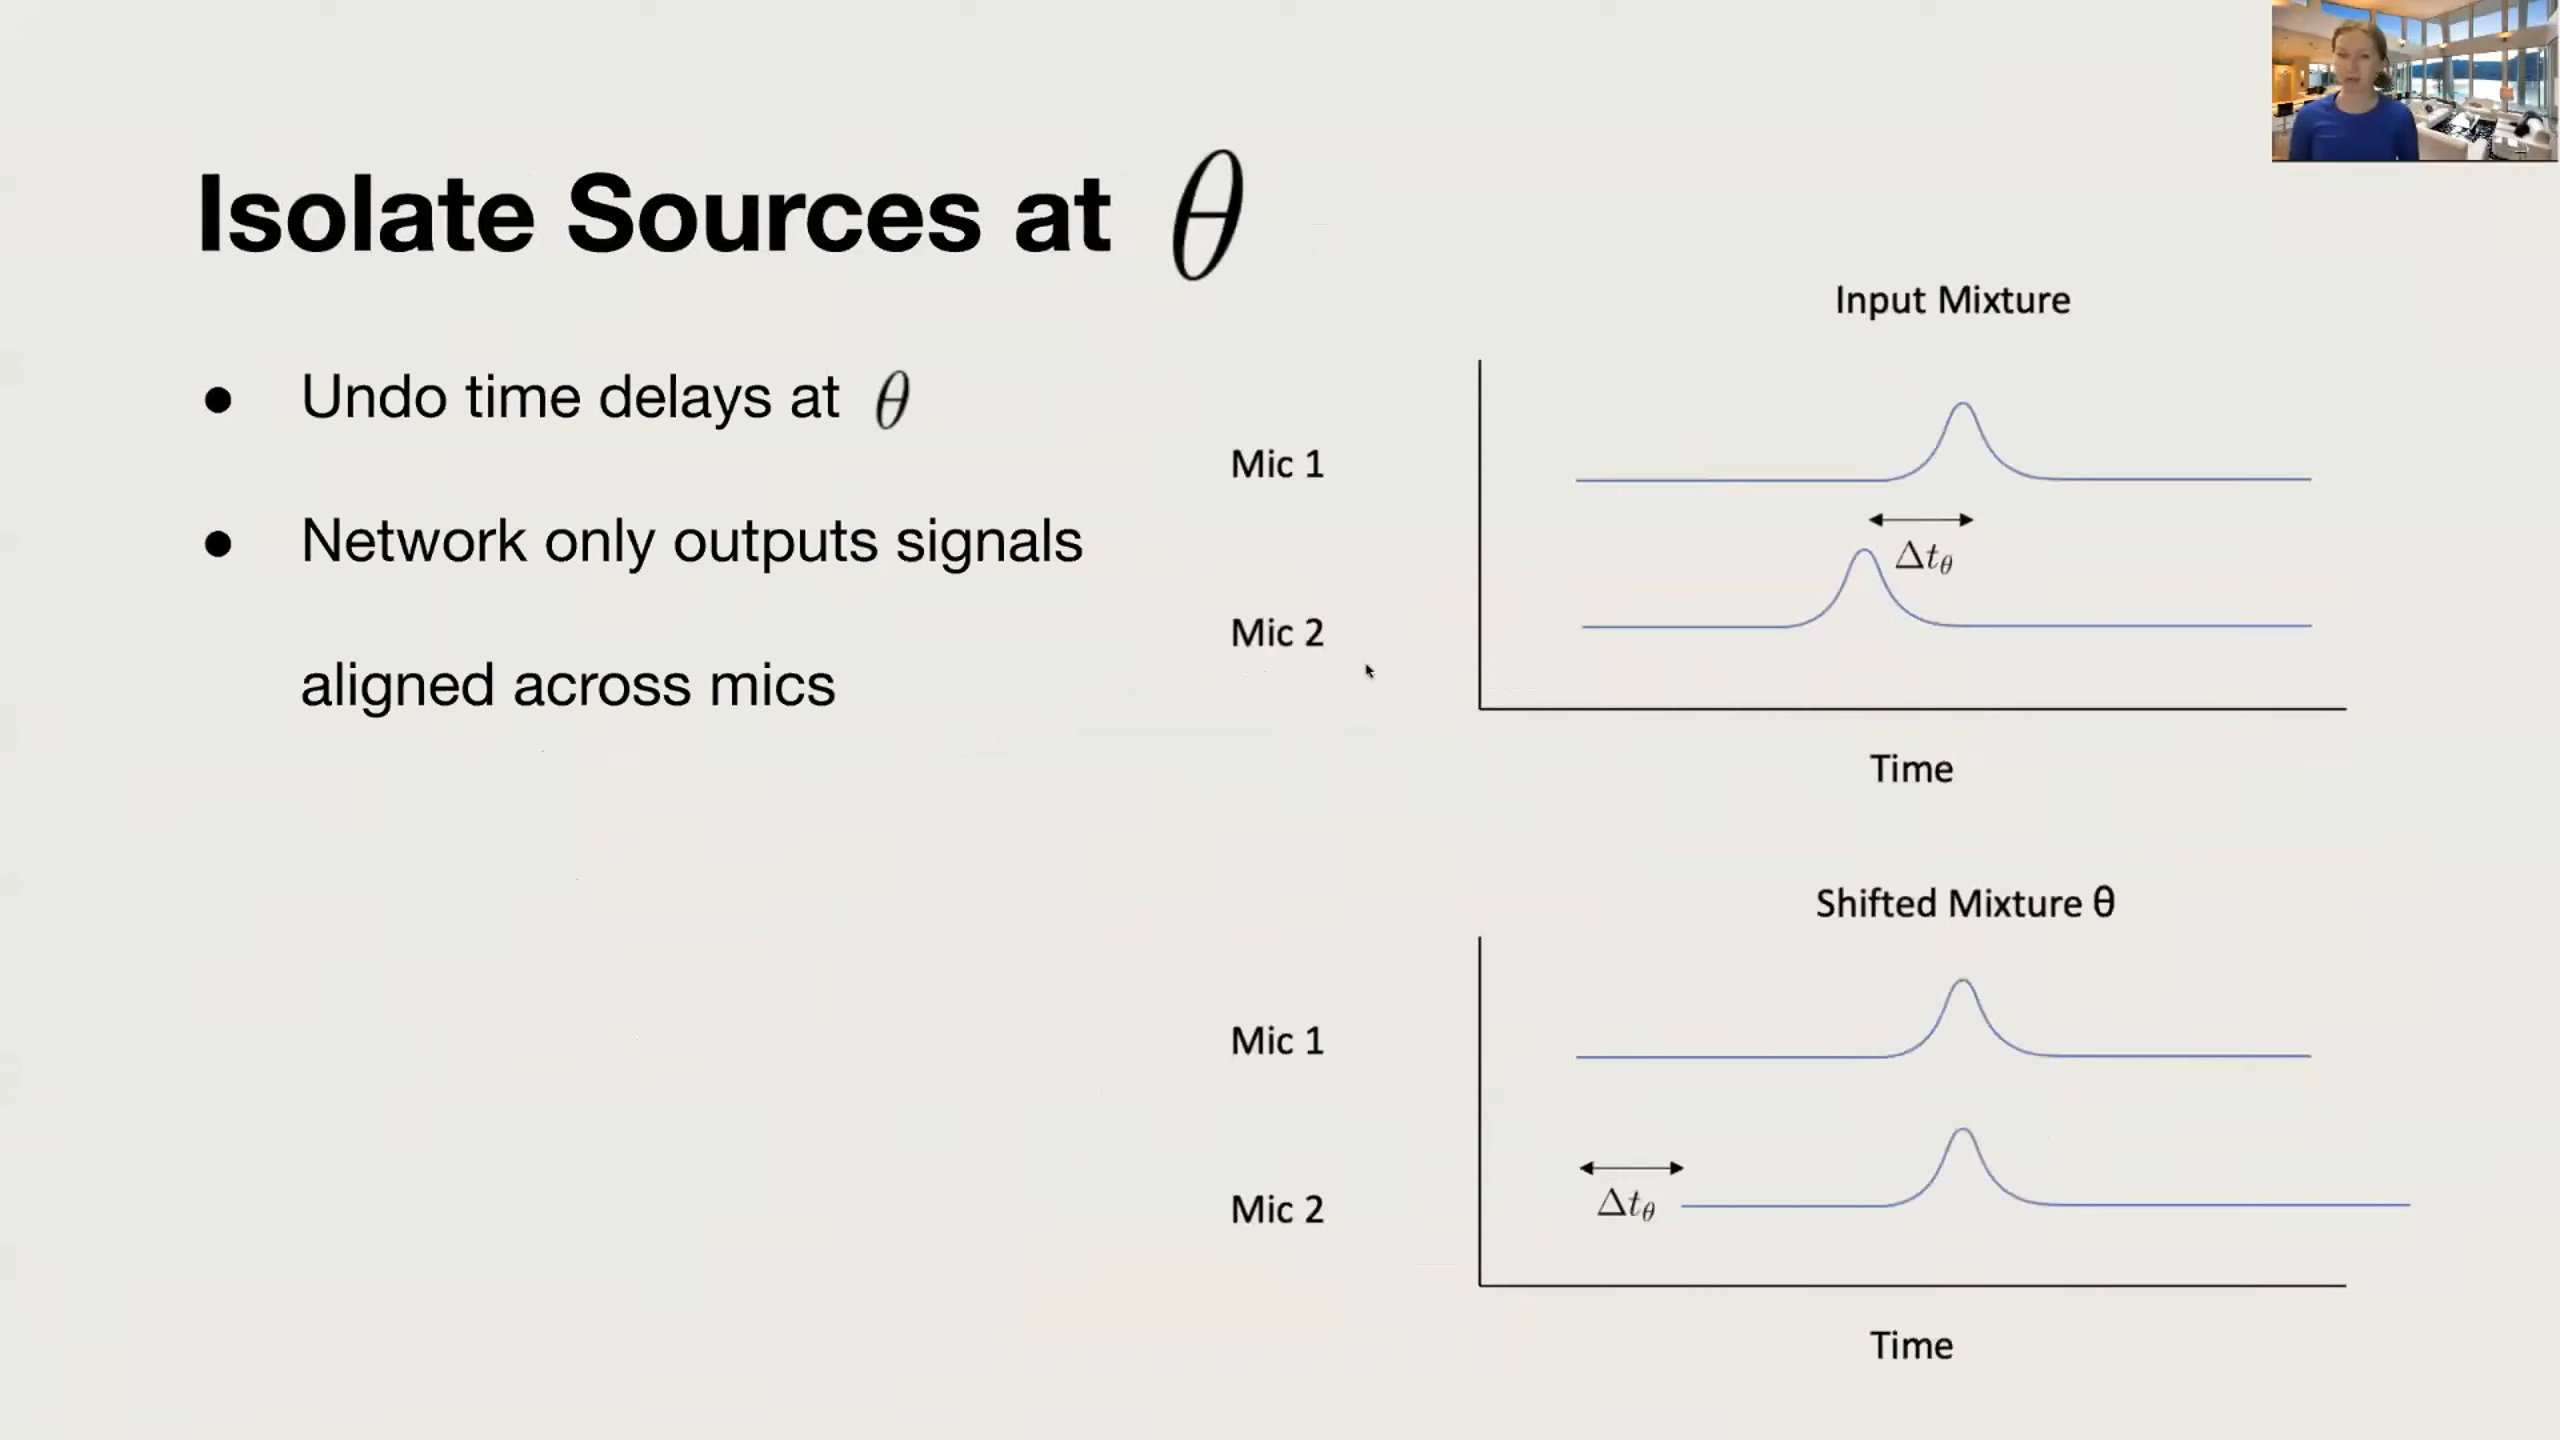 Isolate Sources at θ
● Undo time delays at θ
● Network only outputs signals
aligned across mics
Input Mixture
Mic 1
Δtθ
Mic 2
Time
Shifted Mixture θ
Mic 1
Δtθ
Mic 2
Time